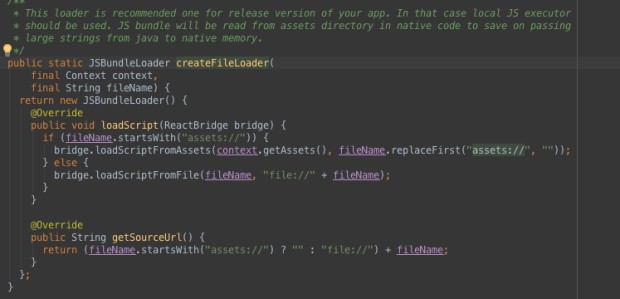 /**
 * This loader is recommended one for release version of your app. In that case local JS executor
 * should be used. JS bundle will be read from assets directory in native code to save on passing
 * large strings from java to native memory.
 */
public static JSBundleLoader createFileLoader(
    final Context context,
    final String fileName) {
  return new JSBundleLoader() {
    @Override
    public void loadScript(ReactBridge bridge) {
      if (fileName.startsWith("assets://")) {
        bridge.loadScriptFromAssets(context.getAssets(), fileName.replaceFirst("assets://", ""));
      } else {
        bridge.loadScriptFromFile(fileName, "file://" + fileName);
      }
    }

    @Override
    public String getSourceUrl() {
      return (fileName.startsWith("assets://") ? "" : "file://") + fileName;
    }
  };
}